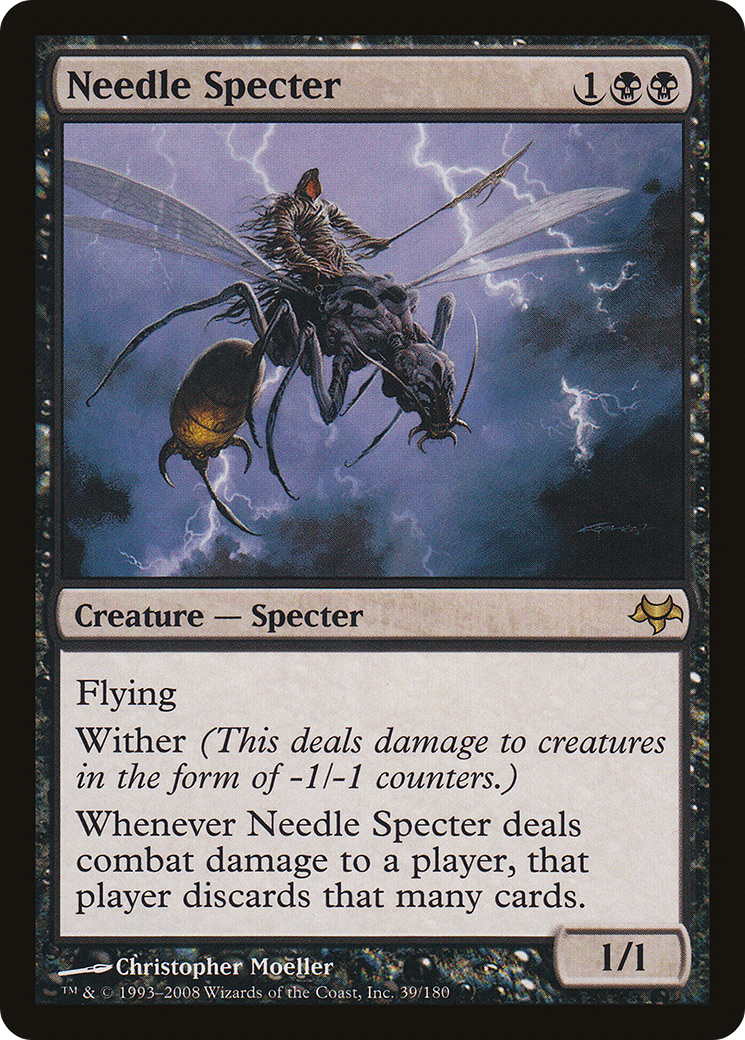 Needle Specter 1
Creature — Specter
Flying
Wither (This deals damage to creatures
in the form of -1/-1 counters.)
Whenever Needle Specter deals
combat damage to a player, that
player discards that many cards.
1/1
Christopher Moeller
™ & © 1993–2008 Wizards of the Coast, Inc. 39/180